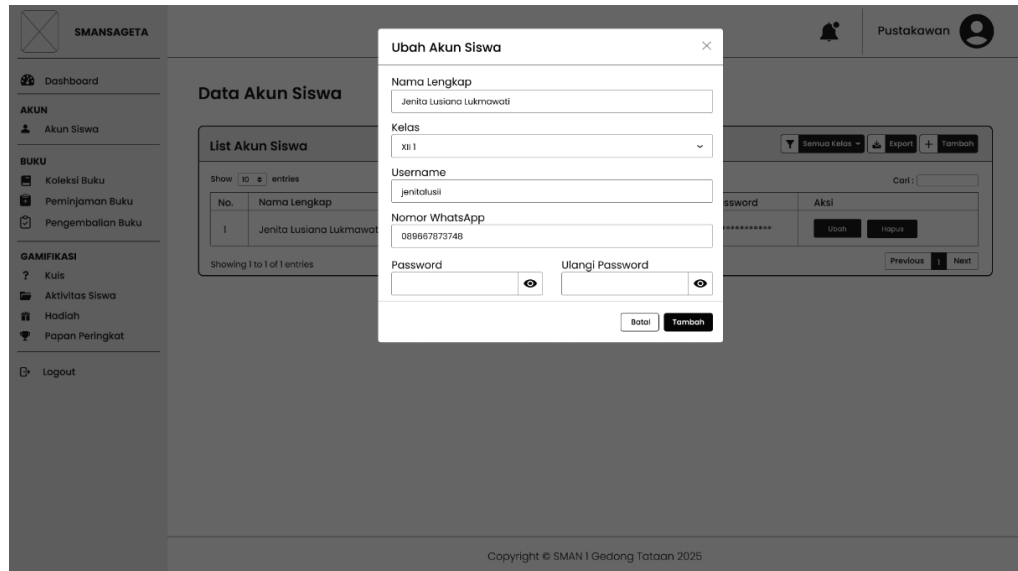 SMANSAGETA
Pustakawan
Dashboard
AKUN
Akun Siswa
BUKU
Koleksi Buku
Peminjaman Buku
Pengembalian Buku
GAMIFIKASI
? Kuis
Aktivitas Siswa
Hadiah
Papan Peringkat
Logout
Data Akun Siswa
List Akun Siswa
Semua Kelas
Export
+ Tambah
Show 10 entries
Cari :
No. Nama Lengkap ssword Aksi
1 Jenita Lusiana Lukmawat *********** Ubah Hapus
Showing 1 to 1 of 1 entries
Previous 1 Next
Ubah Akun Siswa
Nama Lengkap
Jenita Lusiana Lukmawati
Kelas
XII 1
Username
jenitalusii
Nomor WhatsApp
089667873748
Password Ulangi Password
Batal Tambah
Copyright © SMAN 1 Gedong Tataan 2025